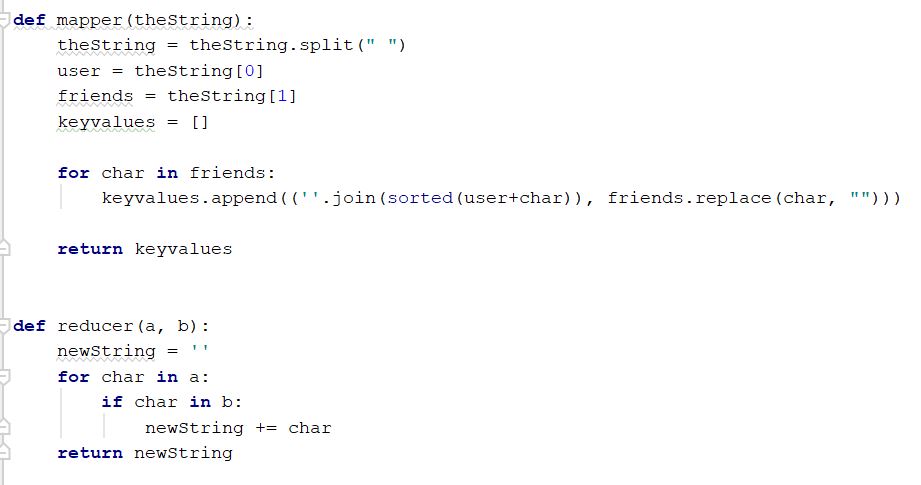 def mapper(theString):
    theString = theString.split(" ")
    user = theString[0]
    friends = theString[1]
    keyvalues = []

    for char in friends:
        keyvalues.append((''.join(sorted(user+char)), friends.replace(char, "")))

    return keyvalues


def reducer(a, b):
    newString = ''
    for char in a:
        if char in b:
            newString += char
    return newString